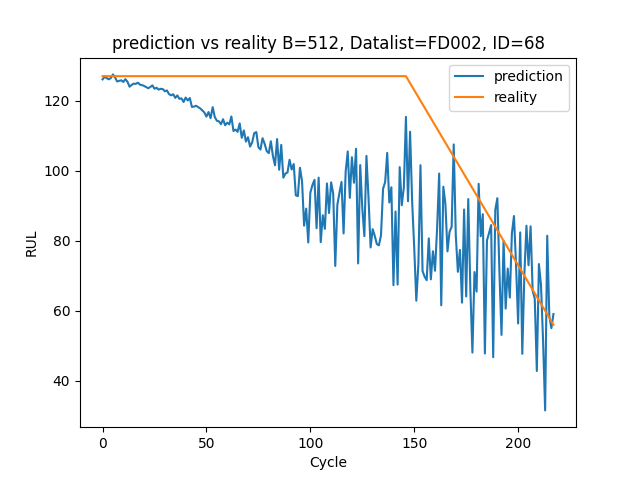 prediction vs reality B=512, Datalist=FD002, ID=68
prediction
reality
120
100
80
60
40
RUL
0 50 100 150 200
Cycle